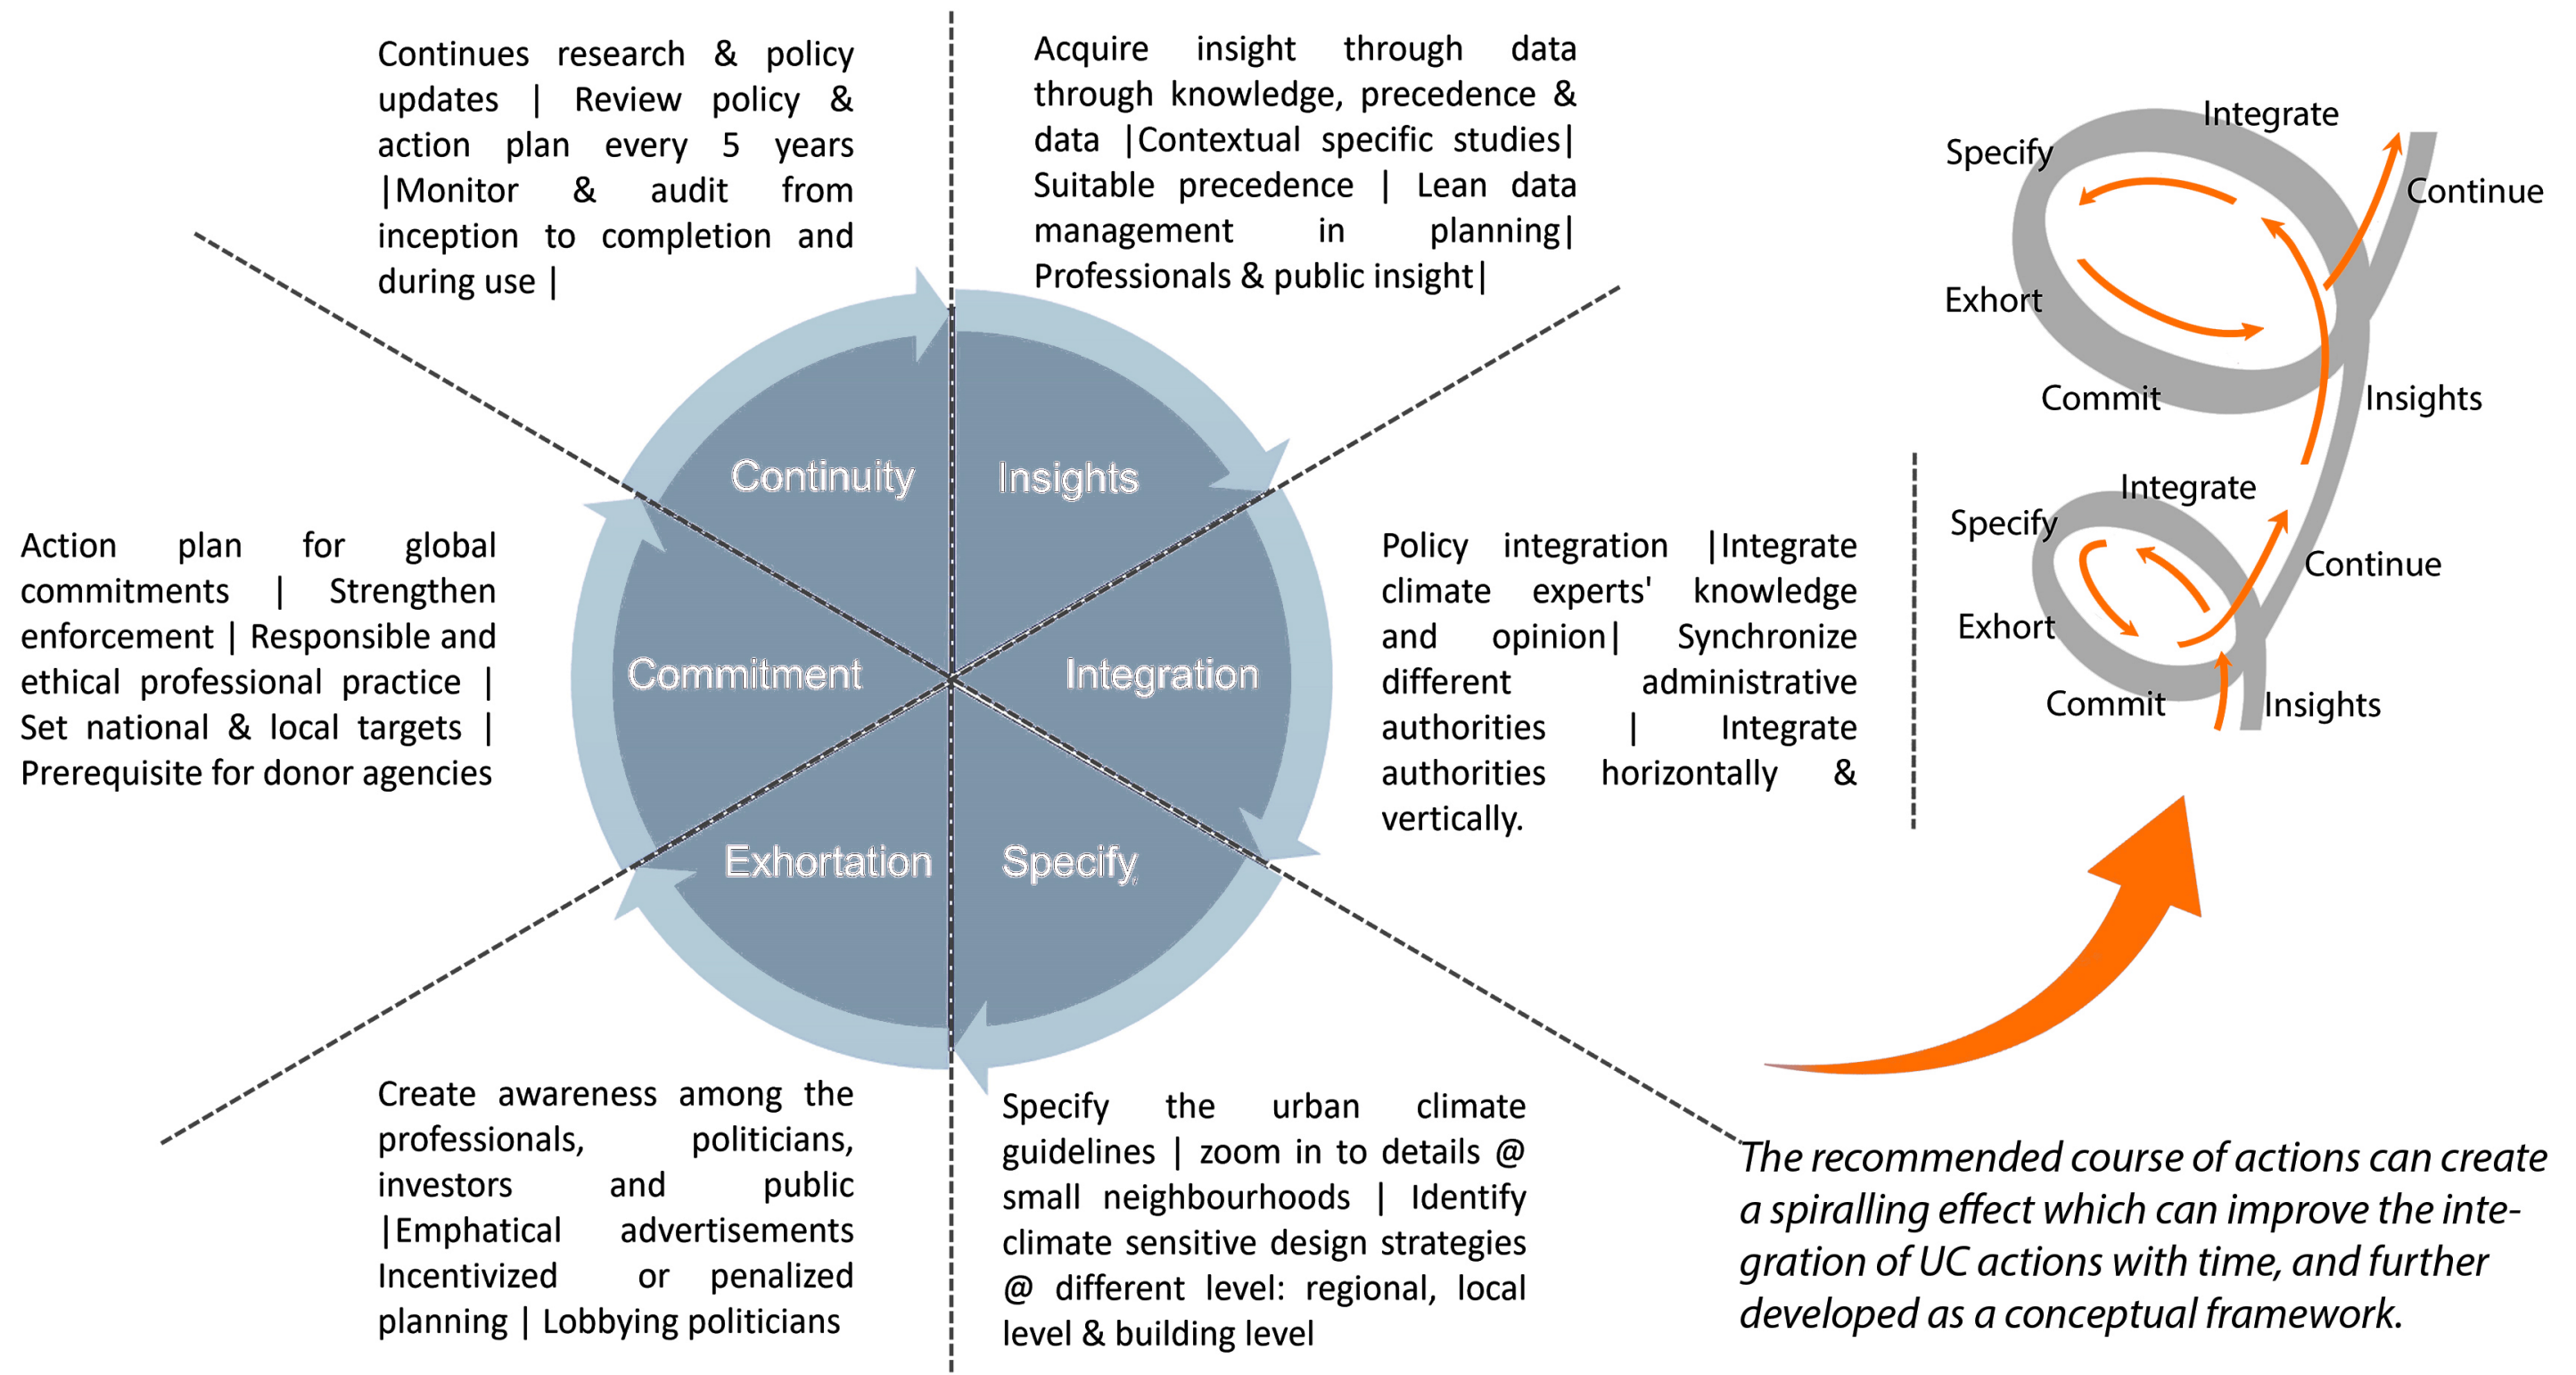 Continues research & policy
updates | Review policy &
action plan every 5 years
|Monitor & audit from
inception to completion and
during use |
Acquire insight through data
through knowledge, precedence &
data |Contextual specific studies|
Suitable precedence | Lean data
management in planning|
Professionals & public insight|
Continuity
Insights
Commitment
Integration
Exhortation
Specify
Action plan for global
commitments | Strengthen
enforcement | Responsible and
ethical professional practice |
Set national & local targets |
Prerequisite for donor agencies
Policy integration |Integrate
climate experts' knowledge
and opinion| Synchronize
different administrative
authorities | Integrate
authorities horizontally &
vertically.
Create awareness among the
professionals, politicians,
investors and public
|Emphatical advertisements
Incentivized or penalized
planning | Lobbying politicians
Specify the urban climate
guidelines | zoom in to details @
small neighbourhoods | Identify
climate sensitive design strategies
@ different level: regional, local
level & building level
Integrate
Specify
Continue
Exhort
Commit
Insights
Integrate
Specify
Continue
Exhort
Commit
Insights
The recommended course of actions can create
a spiralling effect which can improve the inte-
gration of UC actions with time, and further
developed as a conceptual framework.